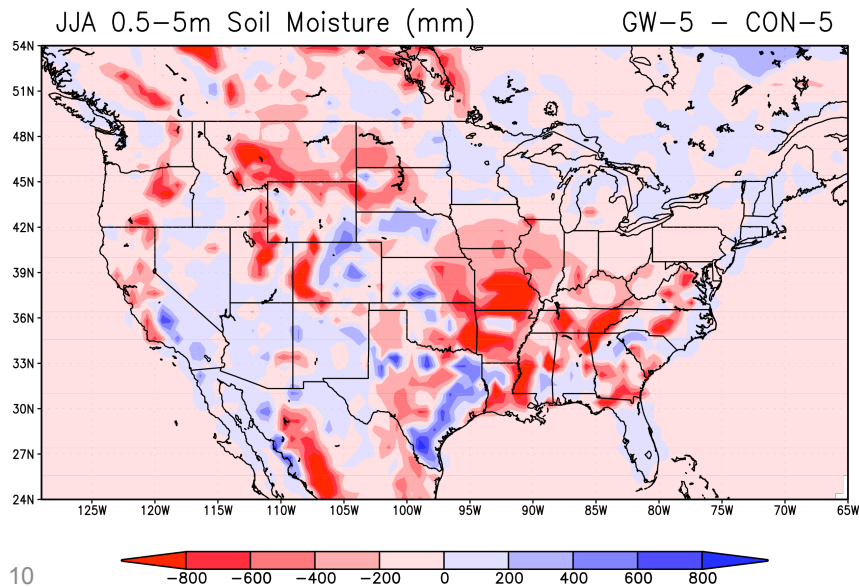 JJA 0.5-5m Soil Moisture (mm) GW-5 - CON-5
54N
51N
48N
45N
42N
39N
36N
33N
30N
27N
24N
125W 120W 115W 110W 105W 100W 95W 90W 85W 80W 75W 70W 65W
-800 -600 -400 -200 0 200 400 600 800
10